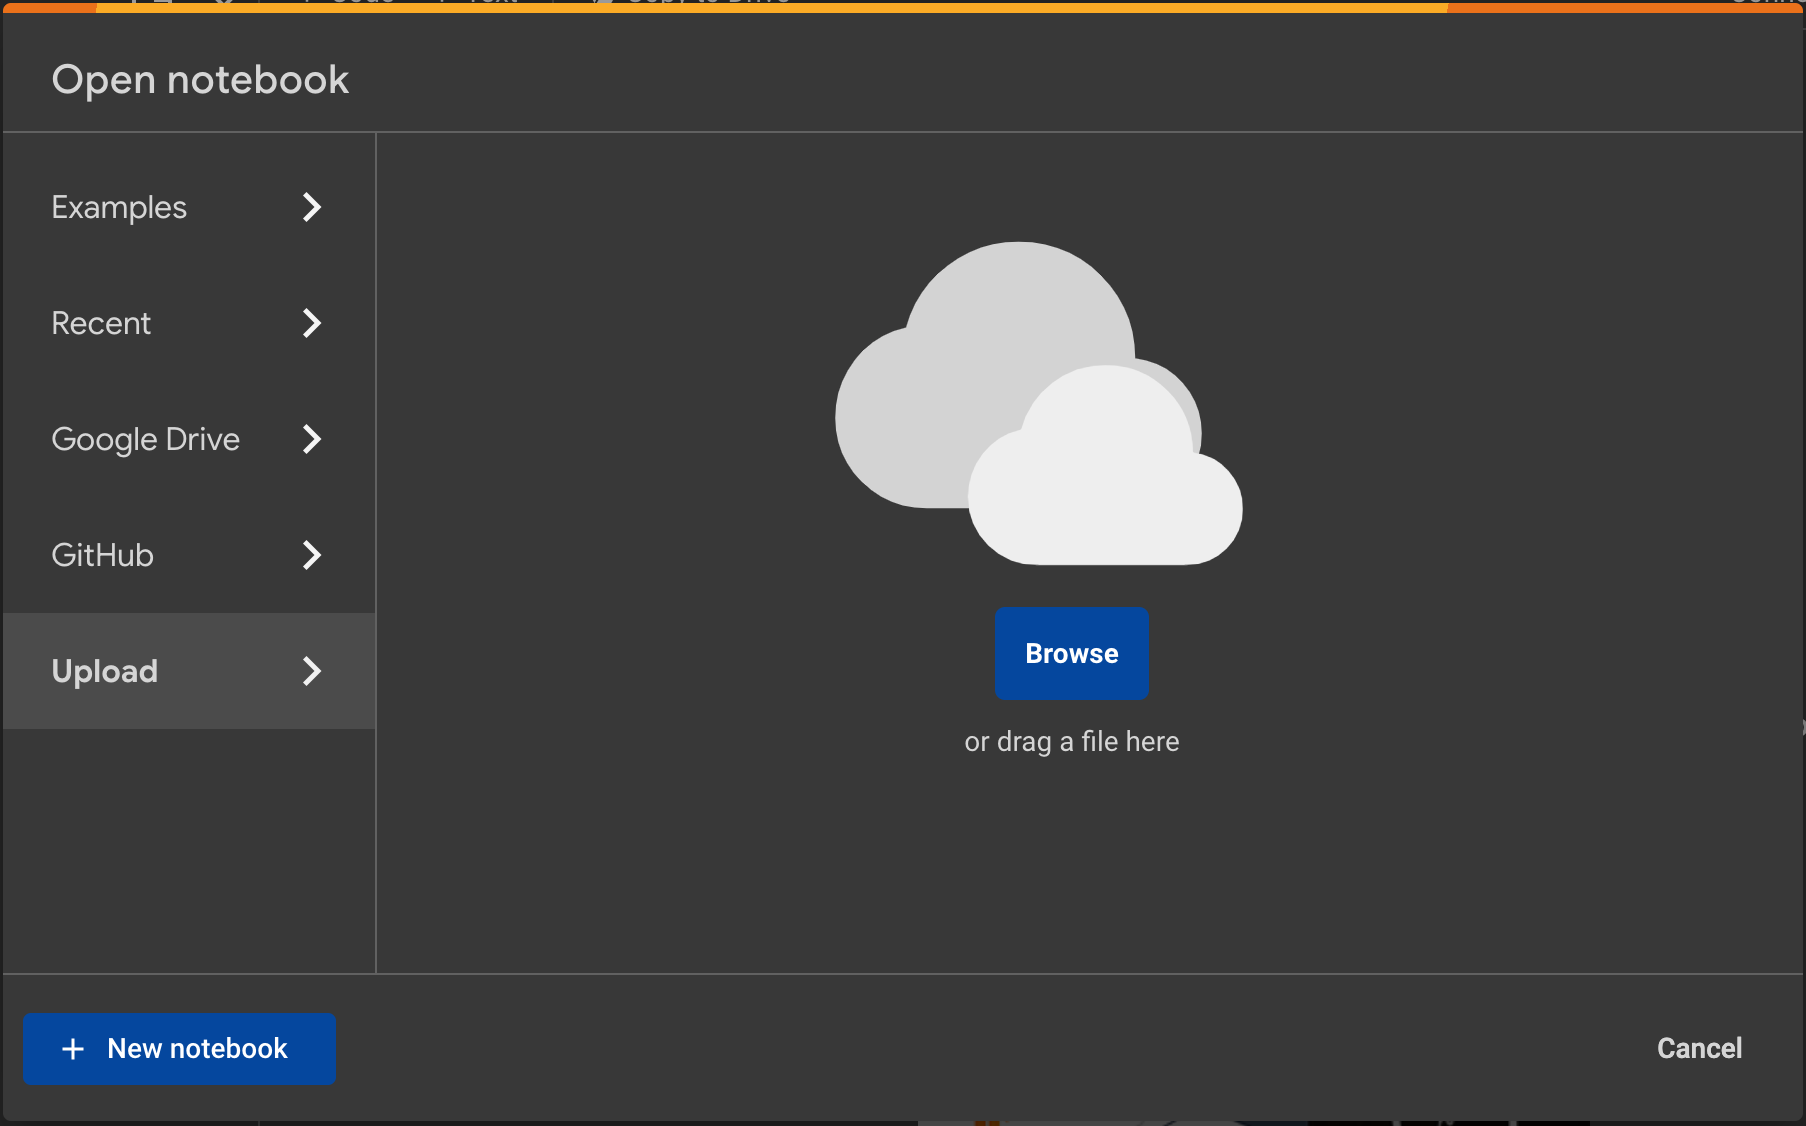 Open notebook
Examples
Recent
Google Drive
GitHub
Upload
Browse
or drag a file here
+ New notebook
Cancel